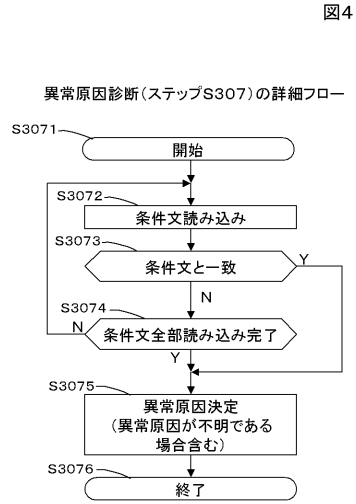 図4
異常原因診断(ステップS307)の詳細フロー
S3071
開始
S3072
条件文読み込み
S3073
条件文と一致
Y
N
S3074
条件文全部読み込み完了
N
Y
S3075
異常原因決定
(異常原因が不明である
場合含む)
S3076
終了